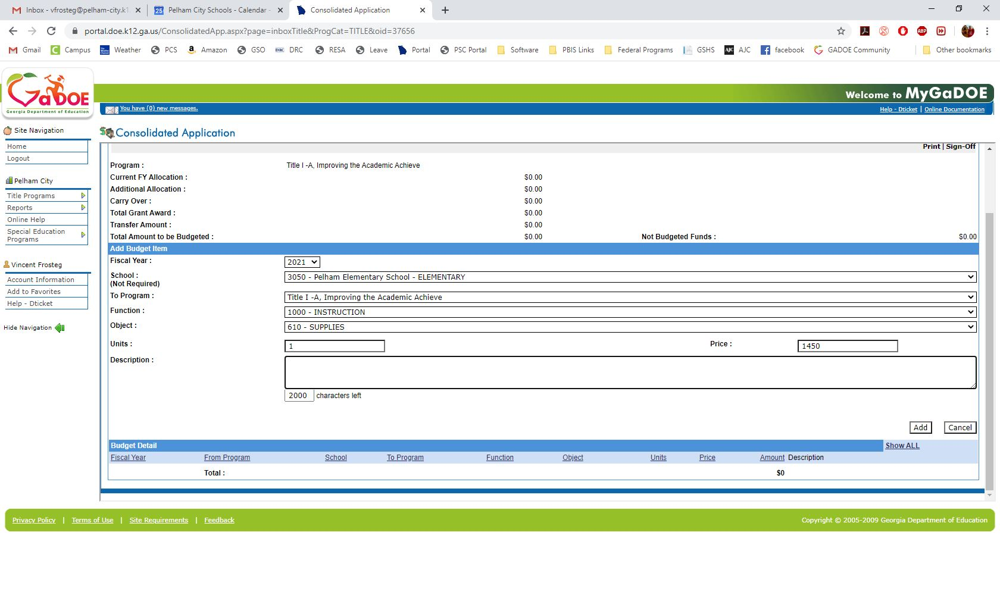 Inbox - vfrosteg@pelham-city.k1
Pelham City Schools - Calendar -
Consolidated Application
portal.doe.k12.ga.us/ConsolidatedApp.aspx?page=inboxTitle&ProgCat=TITLE&oid=37656
Gmail Campus Weather PCS Amazon GSO DRC RESA Leave Portal PSC Portal Software PBIS Links Federal Programs GSHS AJC facebook GADOE Community Other bookmarks
GaDOE
Georgia Department of Education
Welcome to MyGaDOE
You have (0) new messages.
Help - Dticket | Online Documentation
Site Navigation
Home
Logout
Pelham City
Title Programs
Reports
Online Help
Special Education
Programs
Vincent Frosteg
Account Information
Add to Favorites
Help - Dticket
Hide Navigation
Consolidated Application
Print | Sign-Off
Program : Title I -A, Improving the Academic Achieve
Current FY Allocation : $0.00
Additional Allocation : $0.00
Carry Over : $0.00
Total Grant Award : $0.00
Transfer Amount : $0.00
Total Amount to be Budgeted : $0.00 Not Budgeted Funds : $0.00
Add Budget Item
Fiscal Year : 2021
School : 3050 - Pelham Elementary School - ELEMENTARY
(Not Required)
To Program : Title I -A, Improving the Academic Achieve
Function : 1000 - INSTRUCTION
Object : 610 - SUPPLIES
Units : 1 Price : 1450
Description :
2000 characters left
Add Cancel
Budget Detail Show ALL
Fiscal Year From Program School To Program Function Object Units Price Amount Description
Total : $0
Privacy Policy | Terms of Use | Site Requirements | Feedback
Copyright © 2005-2009 Georgia Department of Education